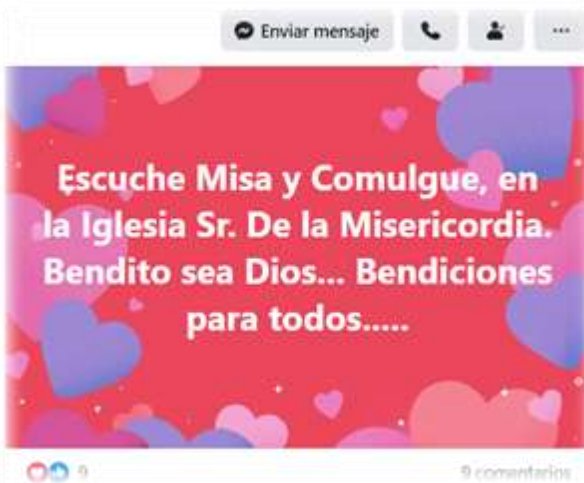 Enviar mensaje
Escuche Misa y Comulgue, en
la Iglesia Sr. De la Misericordia.
Bendito sea Dios... Bendiciones
para todos.....
9
9 comentarios